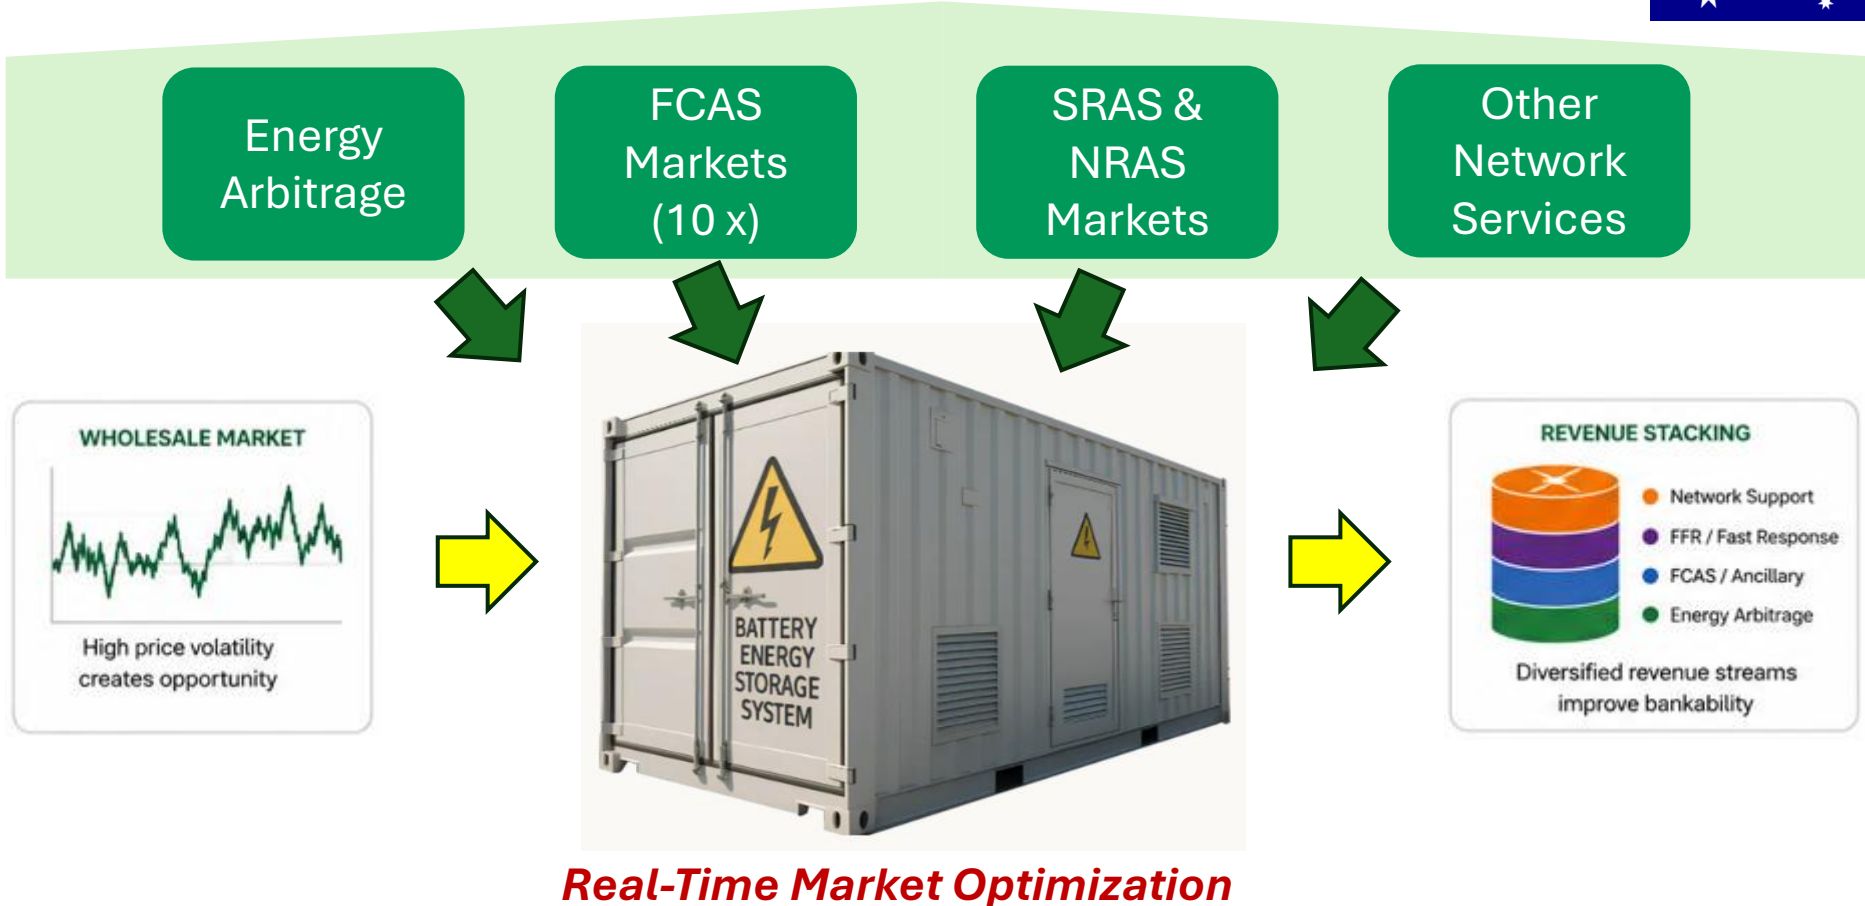 Energy
Arbitrage
FCAS
Markets
(10 x)
SRAS &
NRAS
Markets
Other
Network
Services
WHOLESALE MARKET
High price volatility
creates opportunity
BATTERY
ENERGY
STORAGE
SYSTEM
REVENUE STACKING
Network Support
FFR / Fast Response
FCAS / Ancillary
Energy Arbitrage
Diversified revenue streams
improve bankability
Real-Time Market Optimization